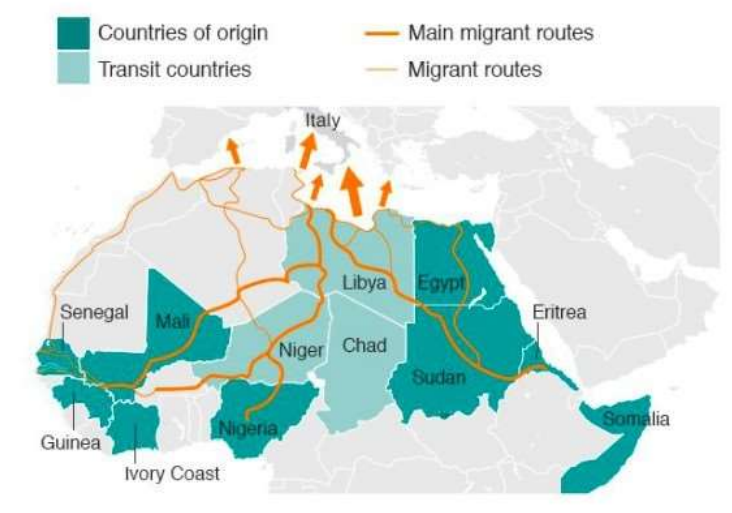 Countries of origin
Main migrant routes
Transit countries
Migrant routes
Italy
Libya
Egypt
Senegal
Mali
Eritrea
Niger
Chad
Sudan
Guinea
Nigeria
Somalia
Ivory Coast